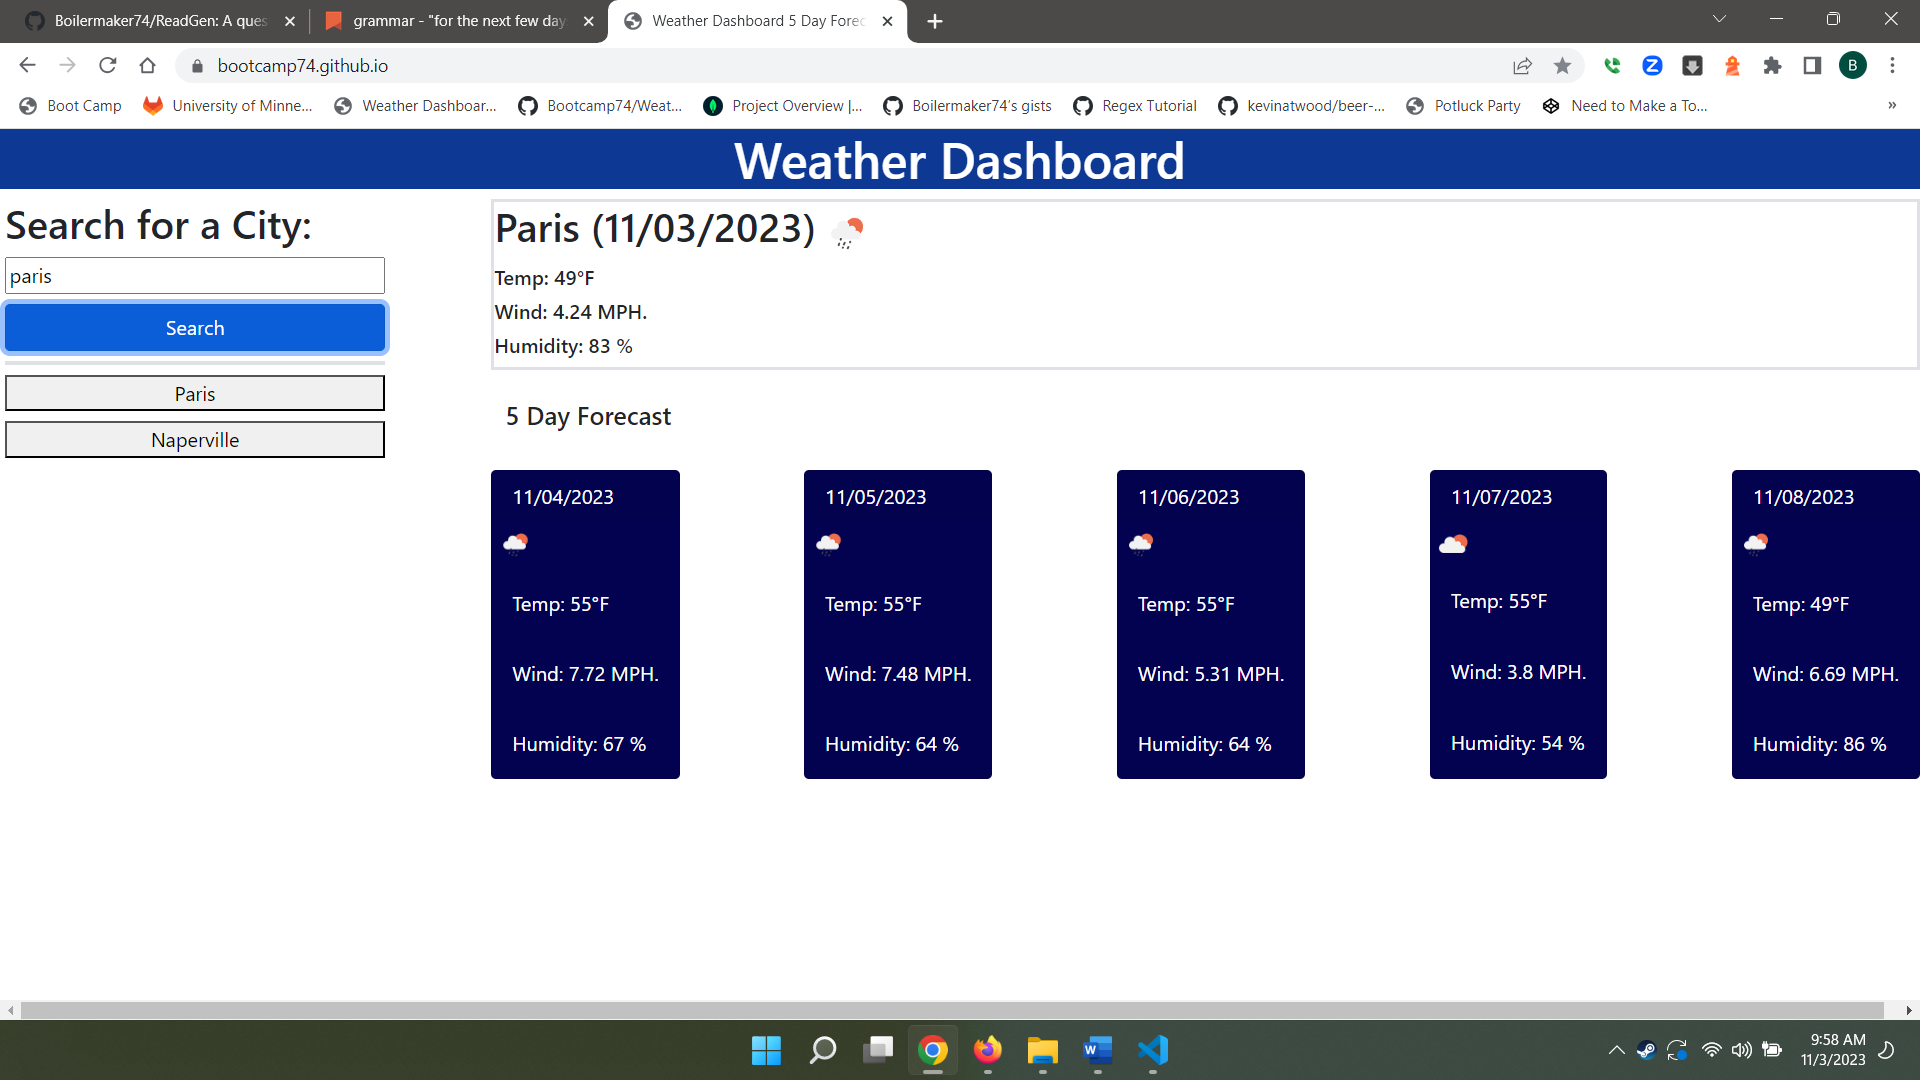 Boilermaker74/ReadGen: A ques
grammar - "for the next few day
Weather Dashboard 5 Day Forec
bootcamp74.github.io
B
Boot Camp
University of Minne...
Weather Dashboar...
Bootcamp74/Weat...
Project Overview |...
Boilermaker74's gists
Regex Tutorial
kevinatwood/beer-...
Potluck Party
Need to Make a To...
»
Weather Dashboard
Search for a City:
paris
Search
Paris
Naperville
Paris (11/03/2023)
Temp: 49°F
Wind: 4.24 MPH.
Humidity: 83 %
5 Day Forecast
11/04/2023
Temp: 55°F
Wind: 7.72 MPH.
Humidity: 67 %
11/05/2023
Temp: 55°F
Wind: 7.48 MPH.
Humidity: 64 %
11/06/2023
Temp: 55°F
Wind: 5.31 MPH.
Humidity: 64 %
11/07/2023
Temp: 55°F
Wind: 3.8 MPH.
Humidity: 54 %
11/08/2023
Temp: 49°F
Wind: 6.69 MPH.
Humidity: 86 %
9:58 AM
11/3/2023